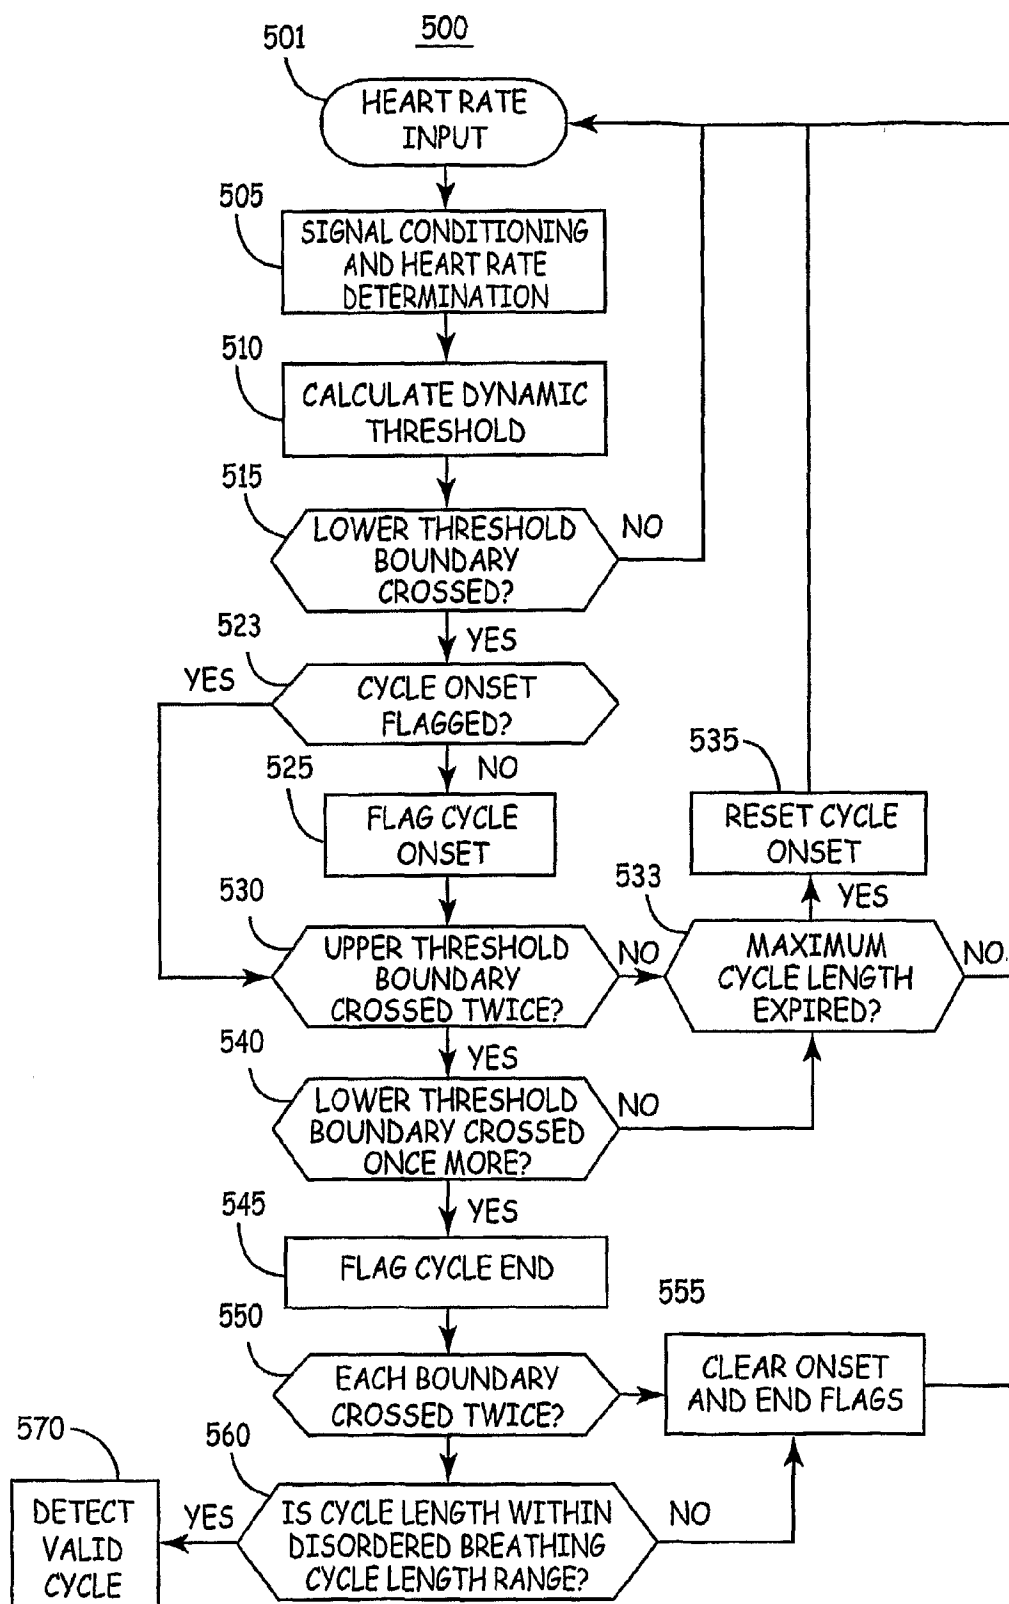 500
501
HEART RATE
INPUT
505
SIGNAL CONDITIONING
AND HEART RATE
DETERMINATION
510
CALCULATE DYNAMIC
THRESHOLD
515
LOWER THRESHOLD
BOUNDARY
CROSSED?
NO
YES
523
YES
CYCLE ONSET
FLAGGED?
NO
525
FLAG CYCLE
ONSET
535
RESET CYCLE
ONSET
YES
530
UPPER THRESHOLD
BOUNDARY
CROSSED TWICE?
NO
533
MAXIMUM
CYCLE LENGTH
EXPIRED?
NO
YES
540
LOWER THRESHOLD
BOUNDARY CROSSED
ONCE MORE?
NO
YES
545
FLAG CYCLE END
550
EACH BOUNDARY
CROSSED TWICE?
555
CLEAR ONSET
AND END FLAGS
560
IS CYCLE LENGTH WITHIN
DISORDERED BREATHING
CYCLE LENGTH RANGE?
NO
YES
570
DETECT
VALID
CYCLE